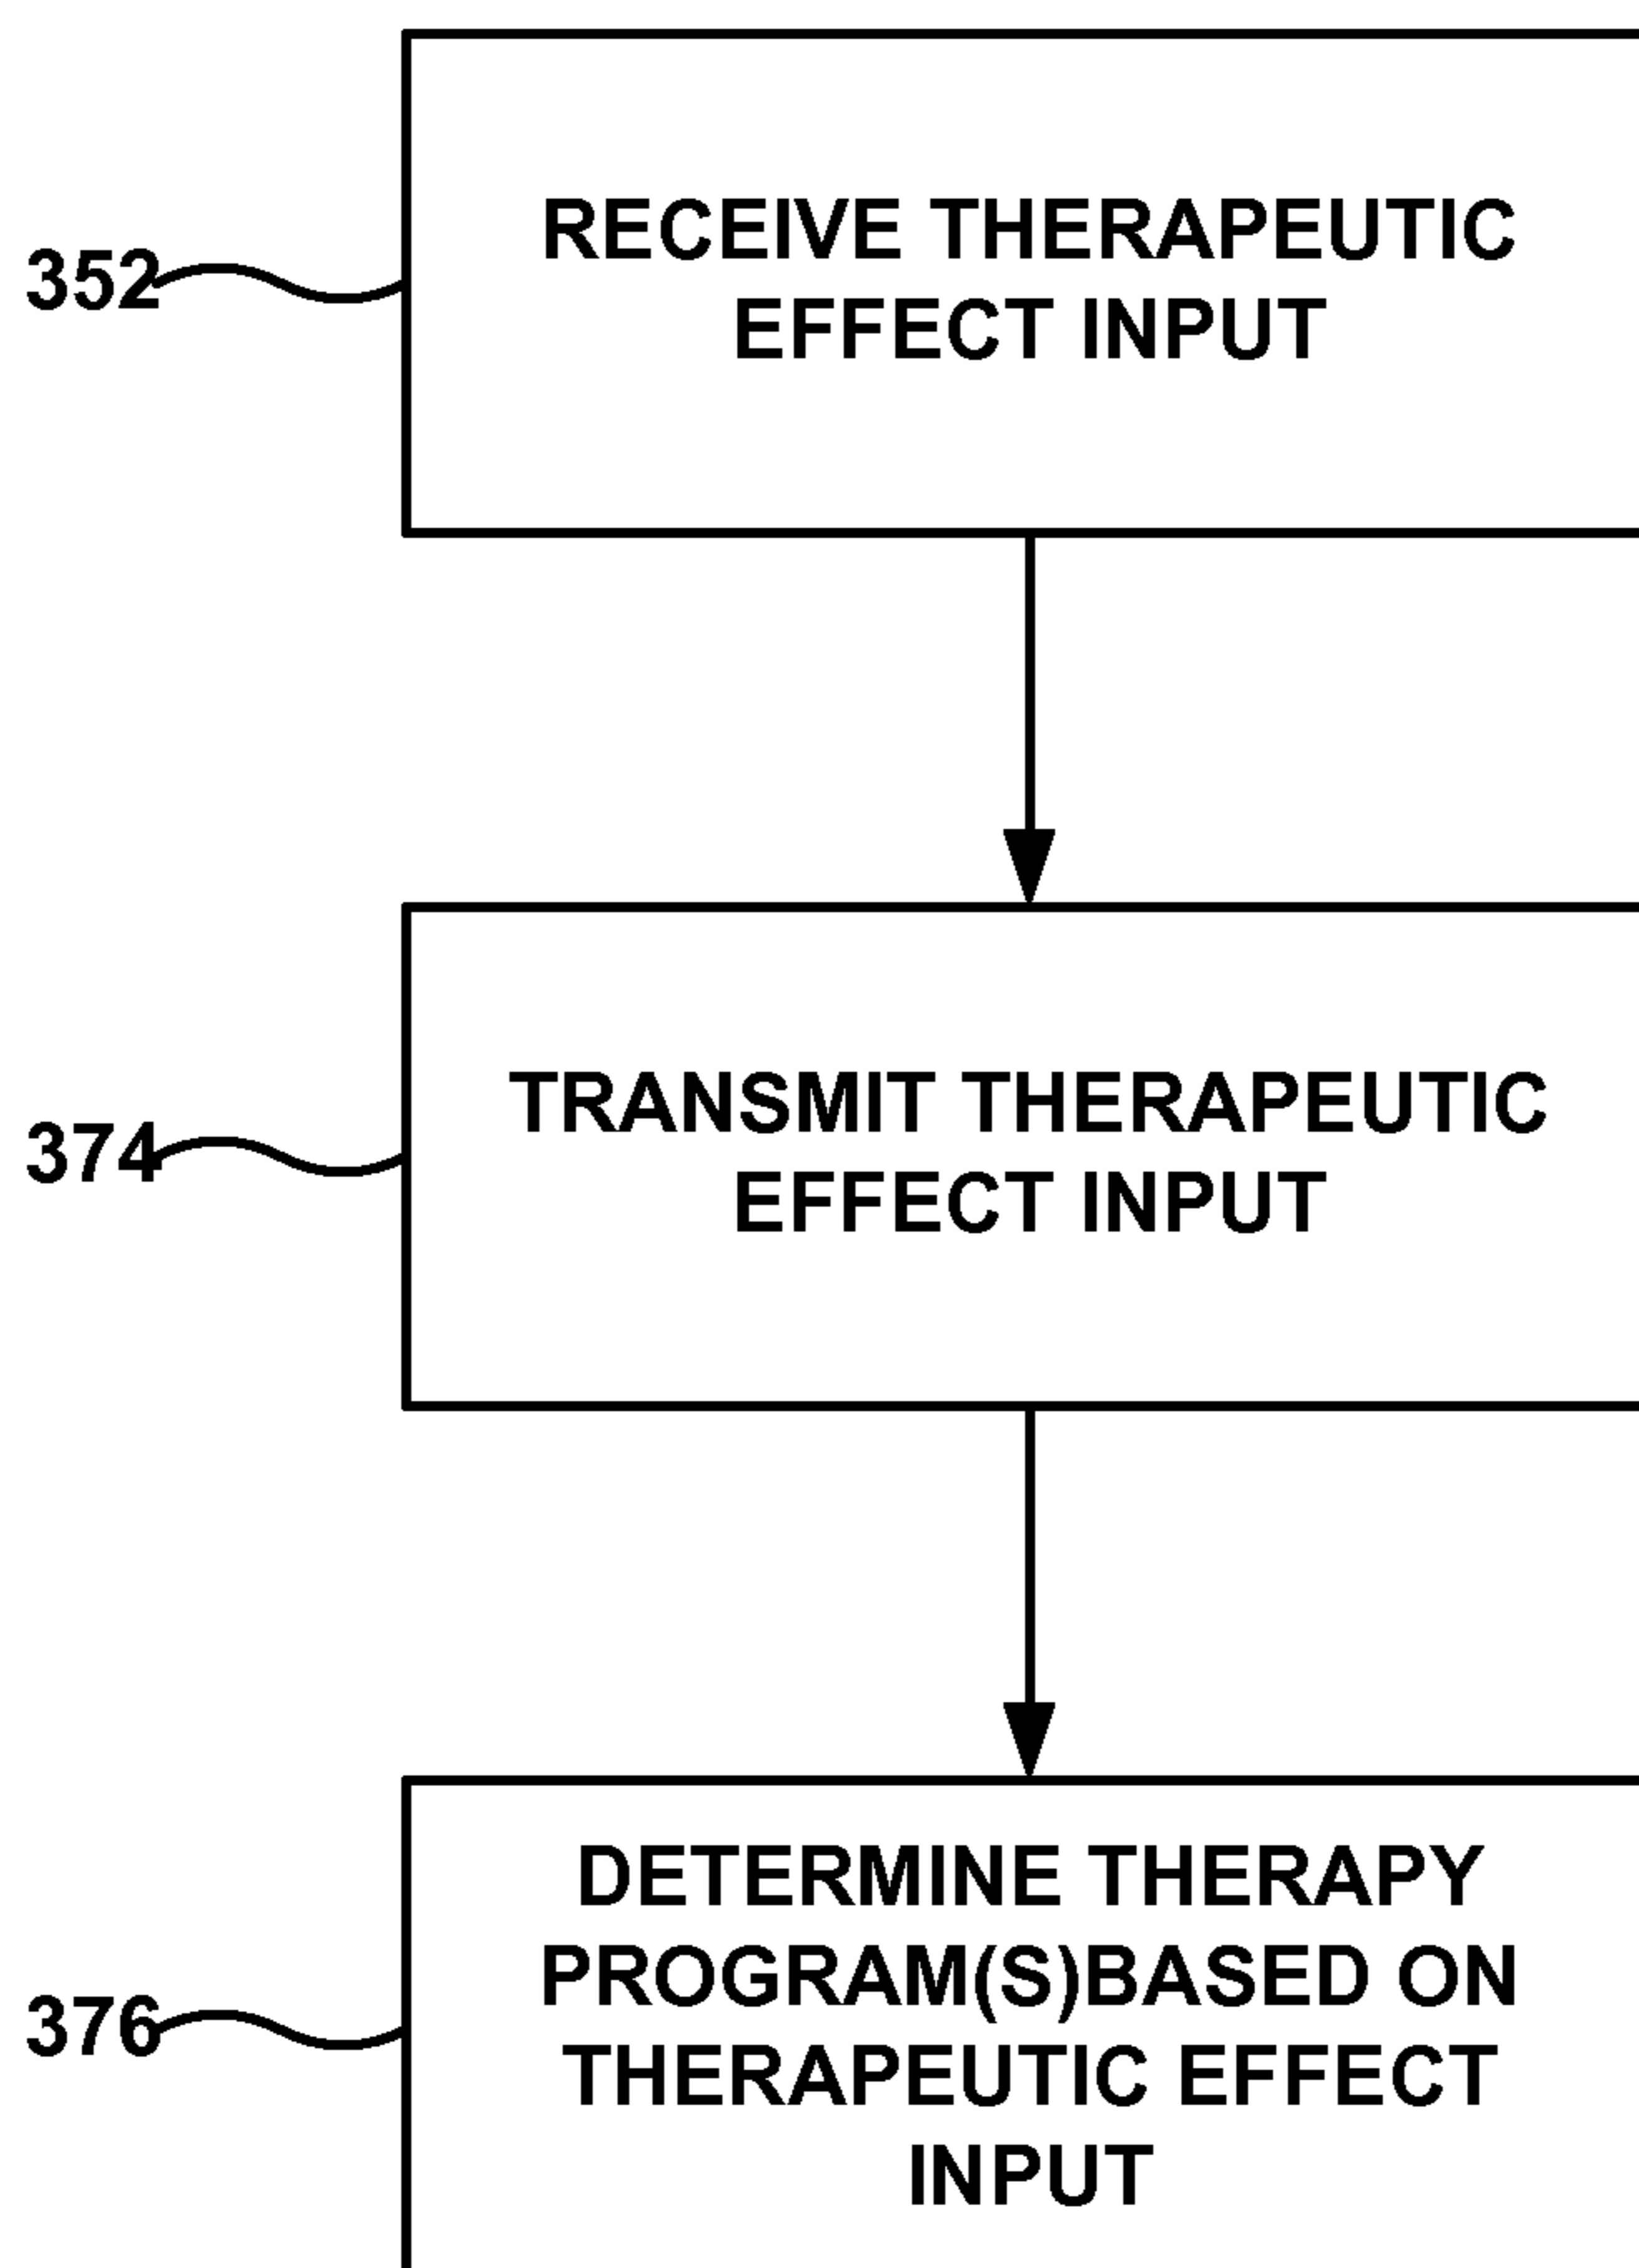 352
RECEIVE THERAPEUTIC
EFFECT INPUT
374
TRANSMIT THERAPEUTIC
EFFECT INPUT
376
DETERMINE THERAPY
PROGRAM(S)BASED ON
THERAPEUTIC EFFECT
INPUT